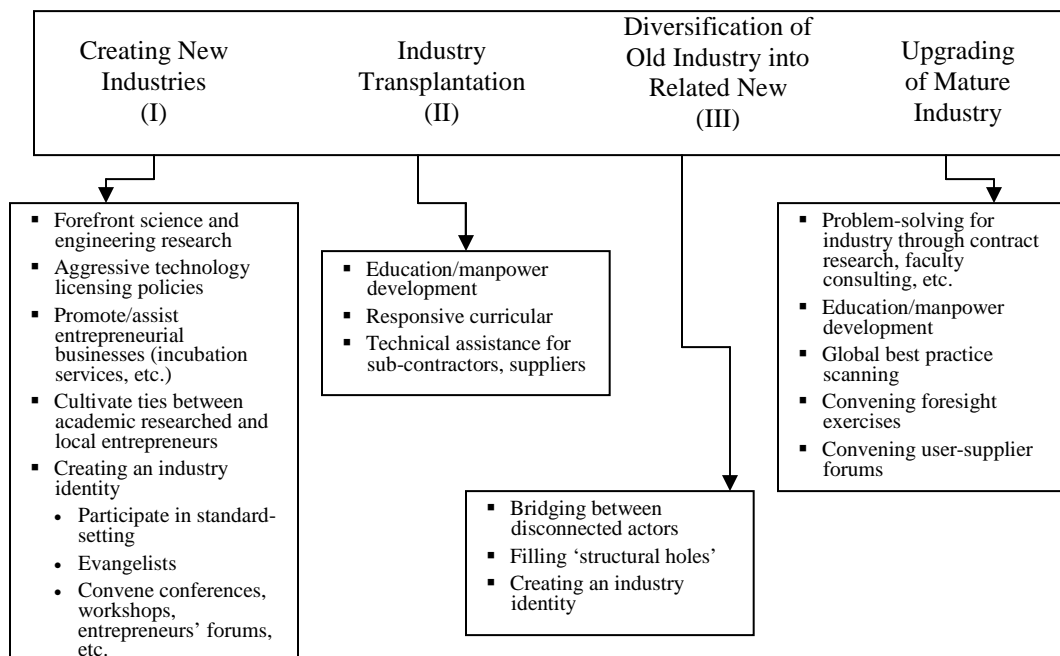 Creating New
Industries
(I)
Industry
Transplantation
(II)
Diversification of
Old Industry into
Related New
(III)
Upgrading
of Mature
Industry
▪ Forefront science and
engineering research
▪ Aggressive technology
licensing policies
▪ Promote/assist
entrepreneurial
businesses (incubation
services, etc.)
▪ Cultivate ties between
academic researched and
local entrepreneurs
▪ Creating an industry
identity
• Participate in standard-
setting
• Evangelists
• Convene conferences,
workshops,
entrepreneurs’ forums,
etc.
▪ Education/manpower
development
▪ Responsive curricular
▪ Technical assistance for
sub-contractors, suppliers
▪ Bridging between
disconnected actors
▪ Filling ‘structural holes’
▪ Creating an industry
identity
▪ Problem-solving for
industry through contract
research, faculty
consulting, etc.
▪ Education/manpower
development
▪ Global best practice
scanning
▪ Convening foresight
exercises
▪ Convening user-supplier
forums